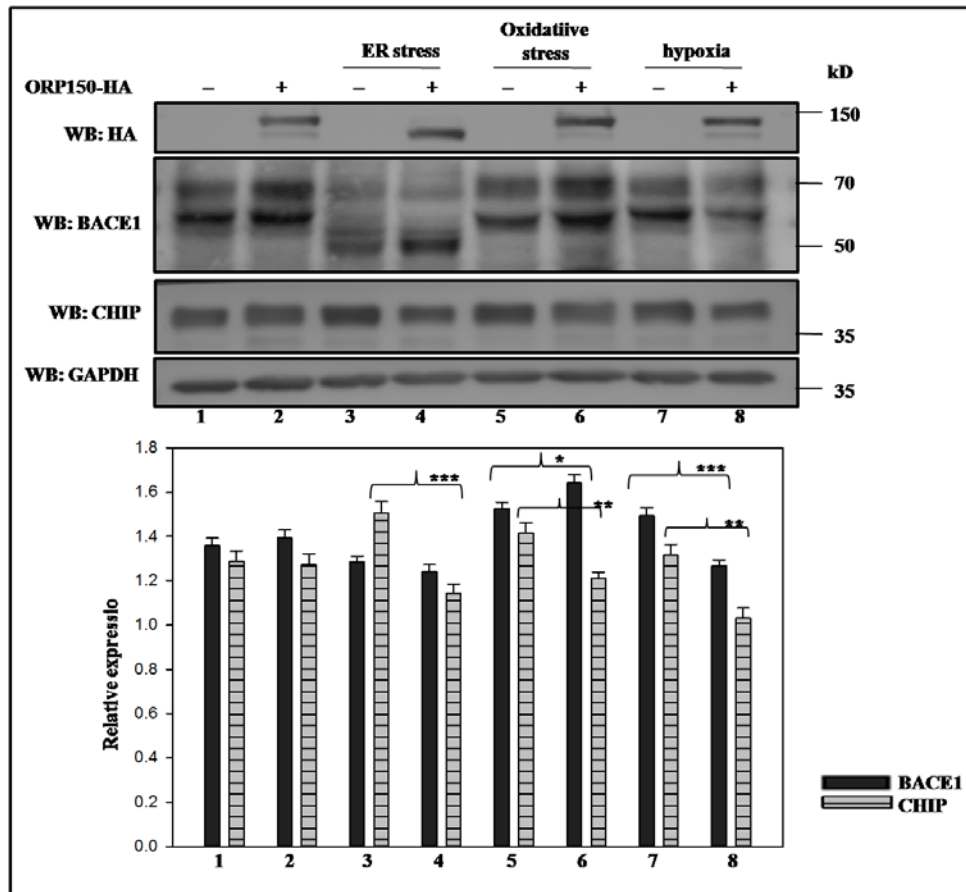 Oxidatiive
ER stress stress hypoxia kD
ORP150-HA – + – + – + – +
WB: HA 150
WB: BACE1 70
50
WB: CHIP 35
WB: GAPDH 35
1 2 3 4 5 6 7 8
1.8
1.6
1.4
1.2
1.0
0.8
0.6
0.4
0.2
0.0
Relative expressio
*** * ** *** **
1 2 3 4 5 6 7 8
BACE1
CHIP